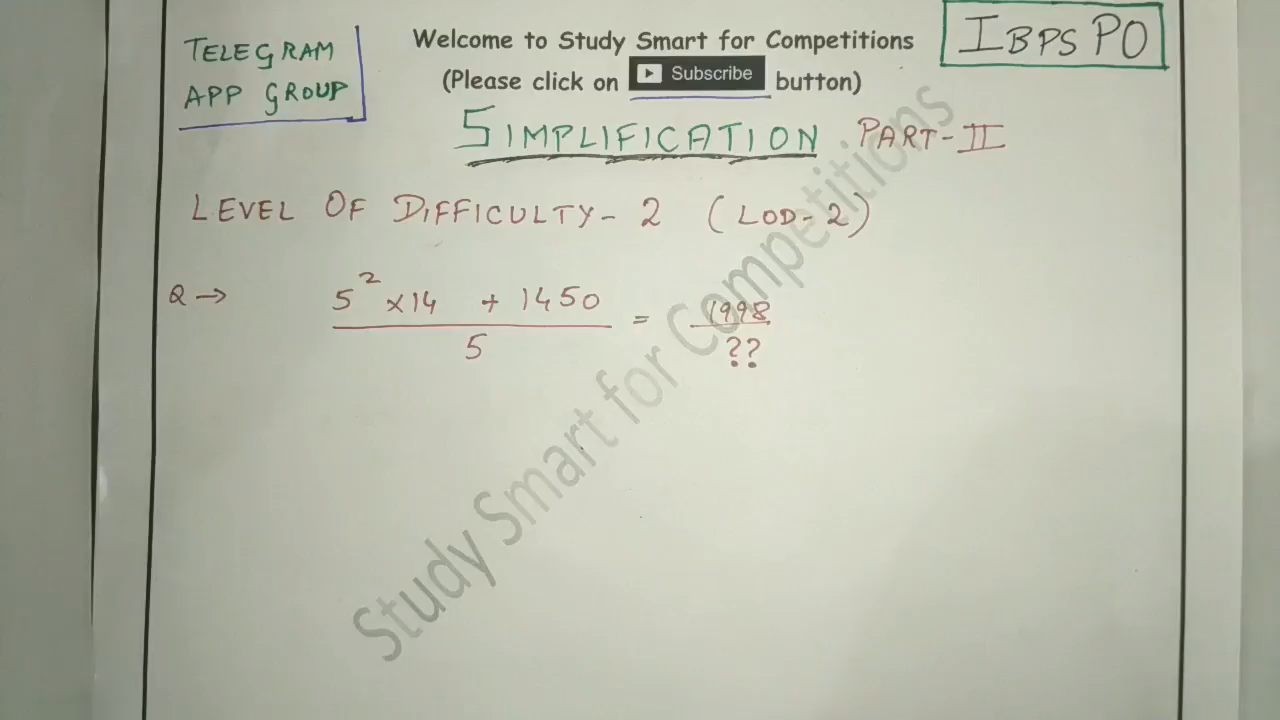 TELEGRAM
APP GROUP
Welcome to Study Smart for Competitions
(Please click on Subscribe button)
IBPS PO
SIMPLIFICATION PART-II
LEVEL OF DIFFICULTY- 2 (LOD-2)
Q → 5² ×14 + 1450 / 5 = 1998 / ??
Study Smart for Competitions